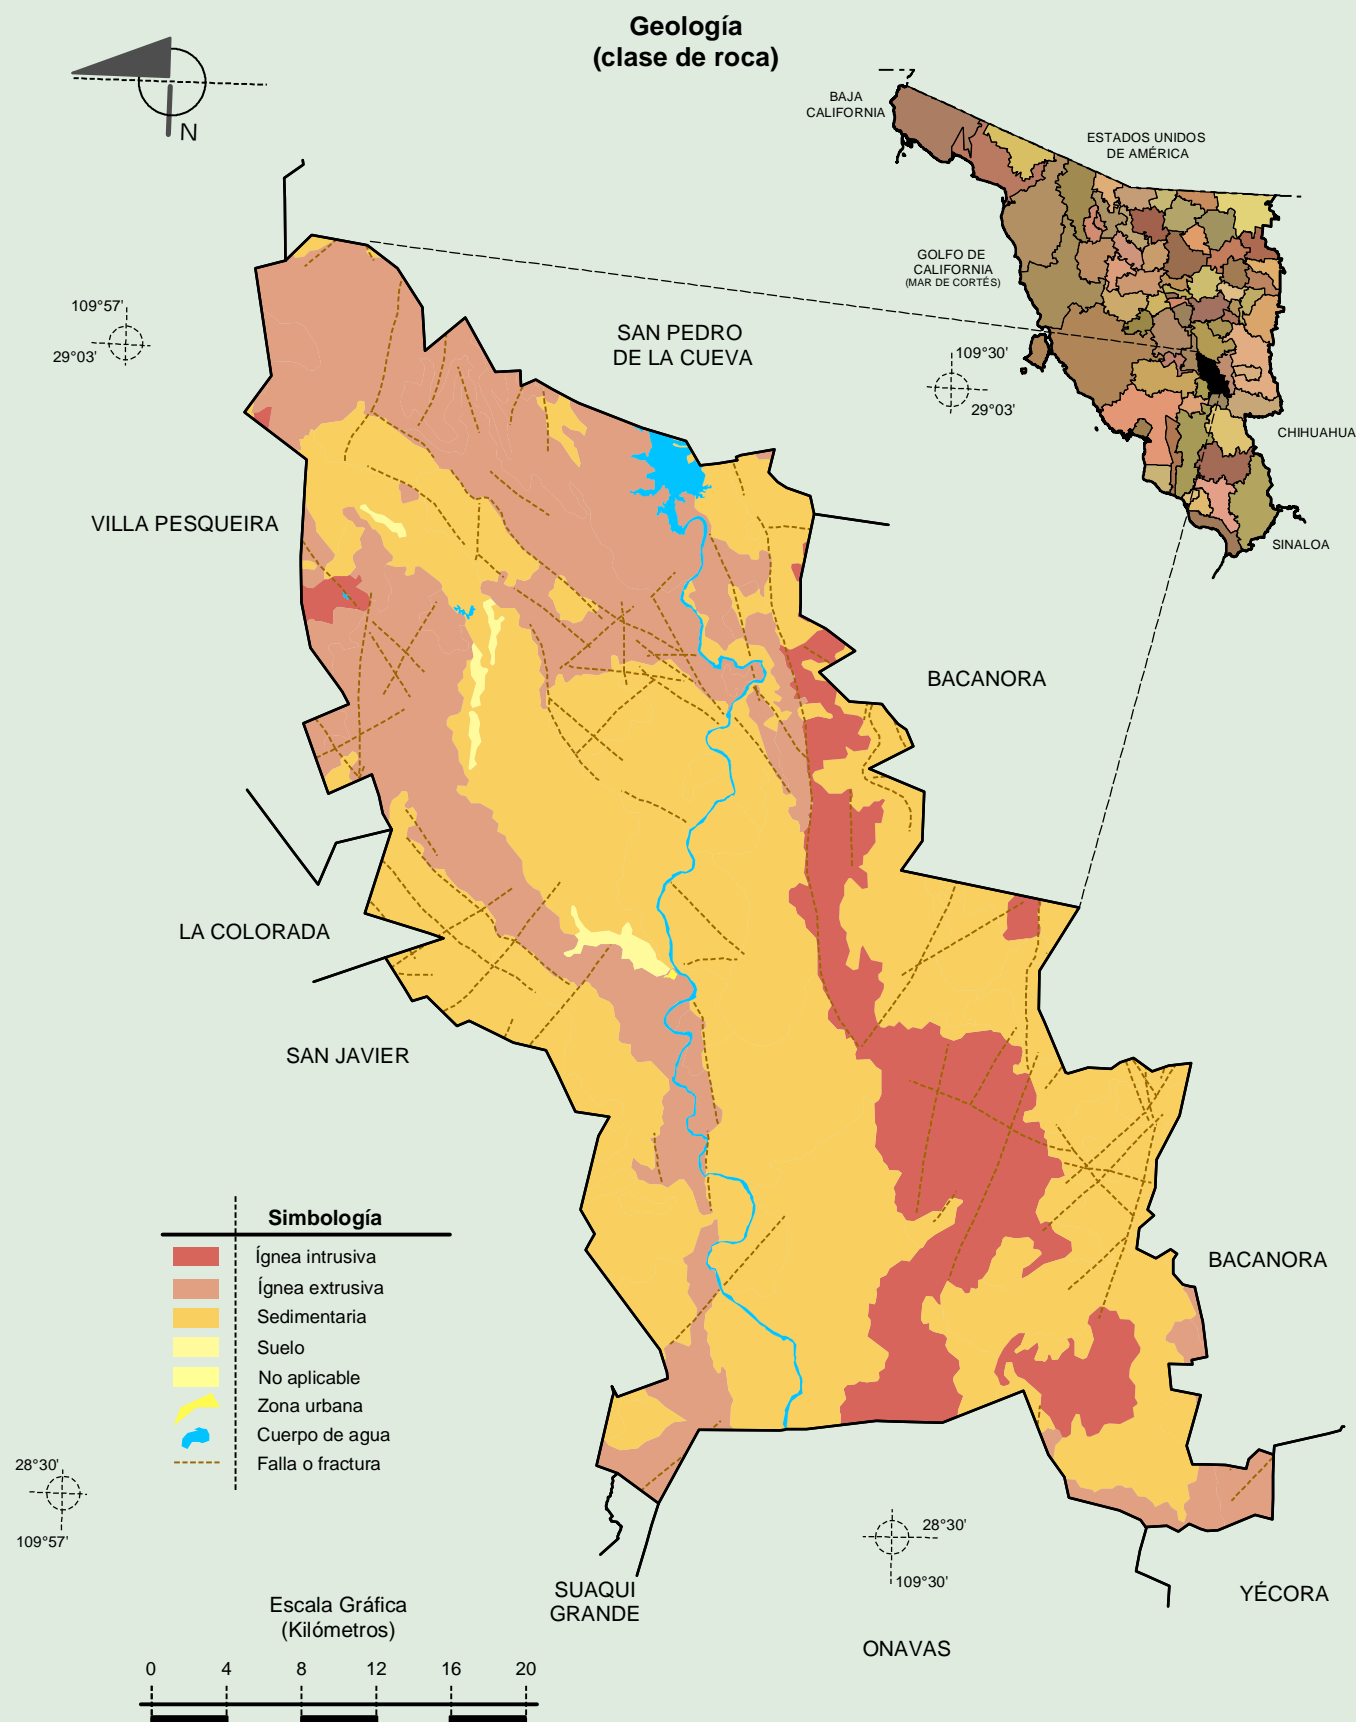 Geología
(clase de roca)
N
BAJA
CALIFORNIA
ESTADOS UNIDOS
DE AMÉRICA
GOLFO DE
CALIFORNIA
(MAR DE CORTÉS)
CHIHUAHUA
SINALOA
109°57'
29°03'
109°30'
29°03'
SAN PEDRO
DE LA CUEVA
VILLA PESQUEIRA
BACANORA
LA COLORADA
SAN JAVIER
BACANORA
Simbología
Ígnea intrusiva
Ígnea extrusiva
Sedimentaria
Suelo
No aplicable
Zona urbana
Cuerpo de agua
Falla o fractura
28°30'
109°57'
28°30'
109°30'
SUAQUI
GRANDE
YÉCORA
ONAVAS
Escala Gráfica
(Kilómetros)
0 4 8 12 16 20